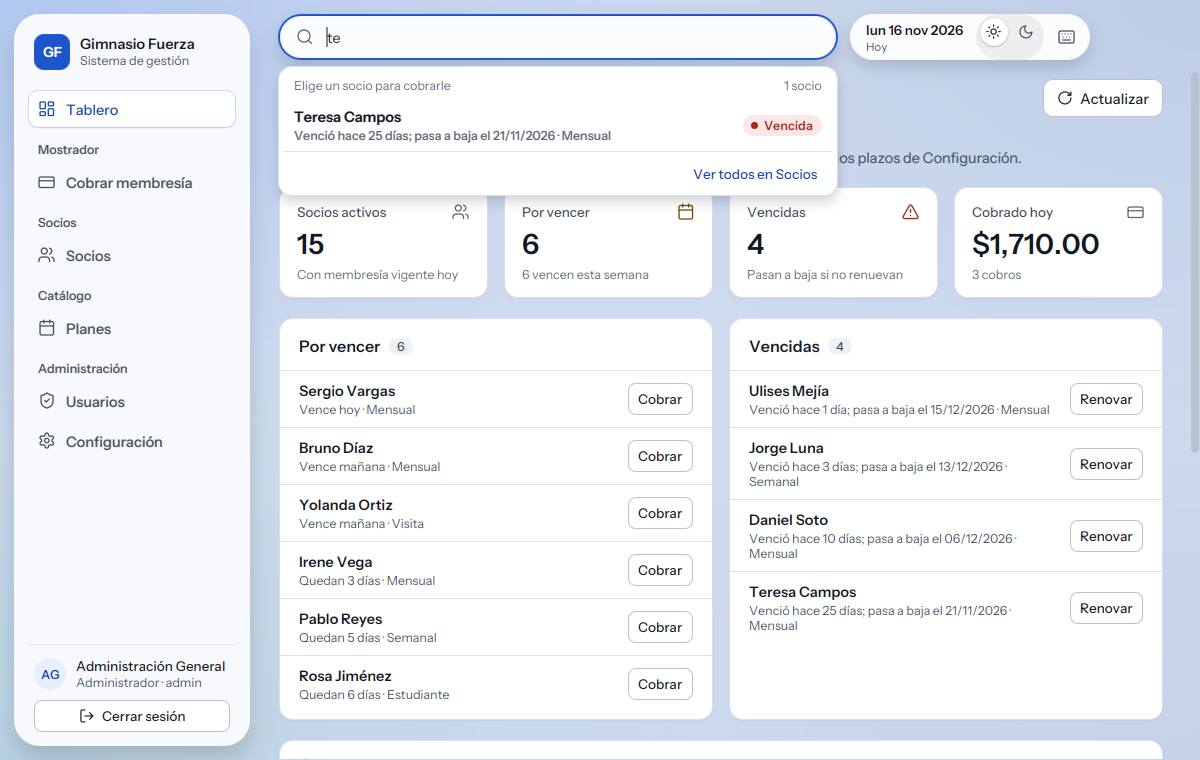 GF
Gimnasio Fuerza
Sistema de gestión
Tablero
Mostrador
Cobrar membresía
Socios
Socios
Catálogo
Planes
Administración
Usuarios
Configuración
AG
Administración General
Administrador · admin
Cerrar sesión
te
lun 16 nov 2026
Hoy
Elige un socio para cobrarle
1 socio
Teresa Campos
Venció hace 25 días; pasa a baja el 21/11/2026 · Mensual
Vencida
Ver todos en Socios
Actualizar
os plazos de Configuración.
Socios activos
15
Con membresía vigente hoy
Por vencer
6
6 vencen esta semana
Vencidas
4
Pasan a baja si no renuevan
Cobrado hoy
$1,710.00
3 cobros
Por vencer 6
Sergio Vargas
Vence hoy · Mensual
Cobrar
Bruno Díaz
Vence mañana · Mensual
Cobrar
Yolanda Ortiz
Vence mañana · Visita
Cobrar
Irene Vega
Quedan 3 días · Mensual
Cobrar
Pablo Reyes
Quedan 5 días · Semanal
Cobrar
Rosa Jiménez
Quedan 6 días · Estudiante
Cobrar
Vencidas 4
Ulises Mejía
Venció hace 1 día; pasa a baja el 15/12/2026 · Mensual
Renovar
Jorge Luna
Venció hace 3 días; pasa a baja el 13/12/2026 ·
Semanal
Renovar
Daniel Soto
Venció hace 10 días; pasa a baja el 06/12/2026 ·
Mensual
Renovar
Teresa Campos
Venció hace 25 días; pasa a baja el 21/11/2026 ·
Mensual
Renovar